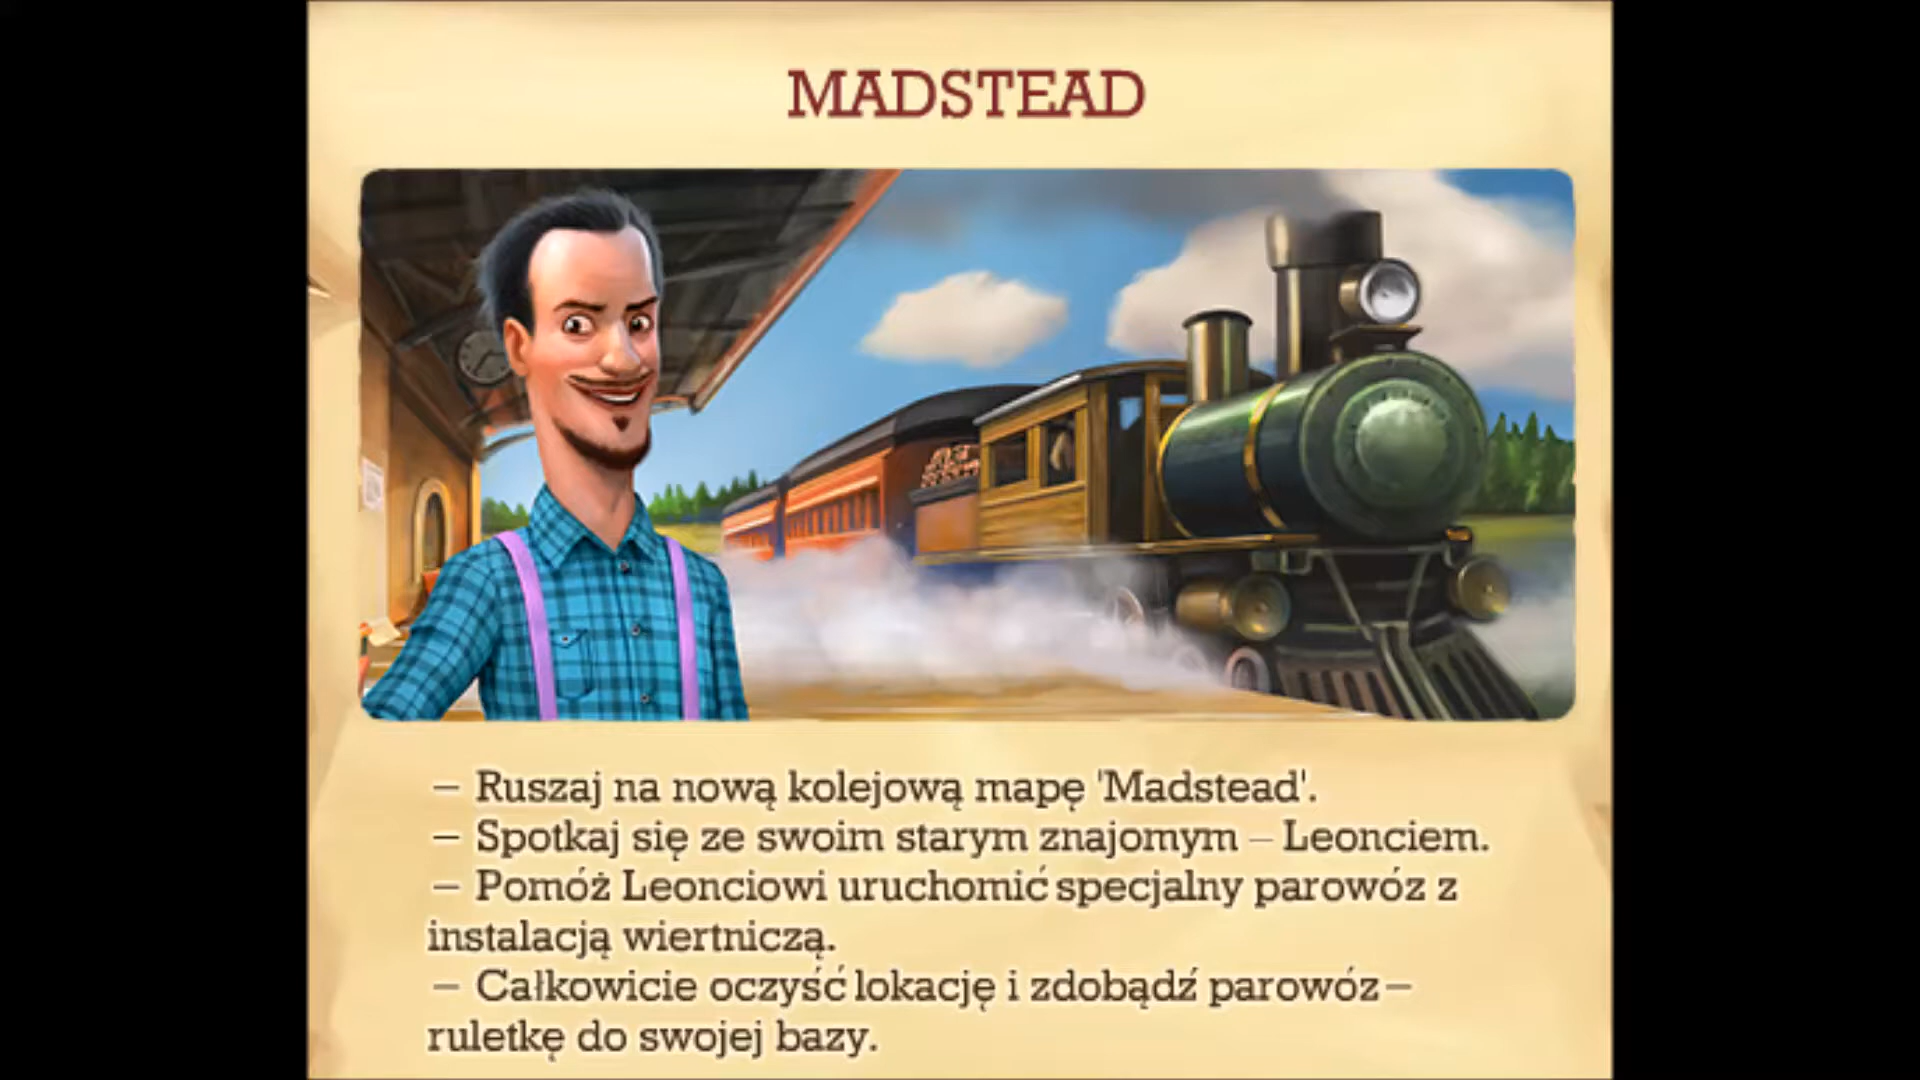 MADSTEAD
— Ruszaj na nową kolejową mapę 'Madstead'.
— Spotkaj się ze swoim starym znajomym – Leonciem.
— Pomóż Leonciowi uruchomić specjalny parowóz z
instalacją wiertniczą.
— Całkowicie oczyść lokację i zdobądź parowóz—
ruletkę do swojej bazy.